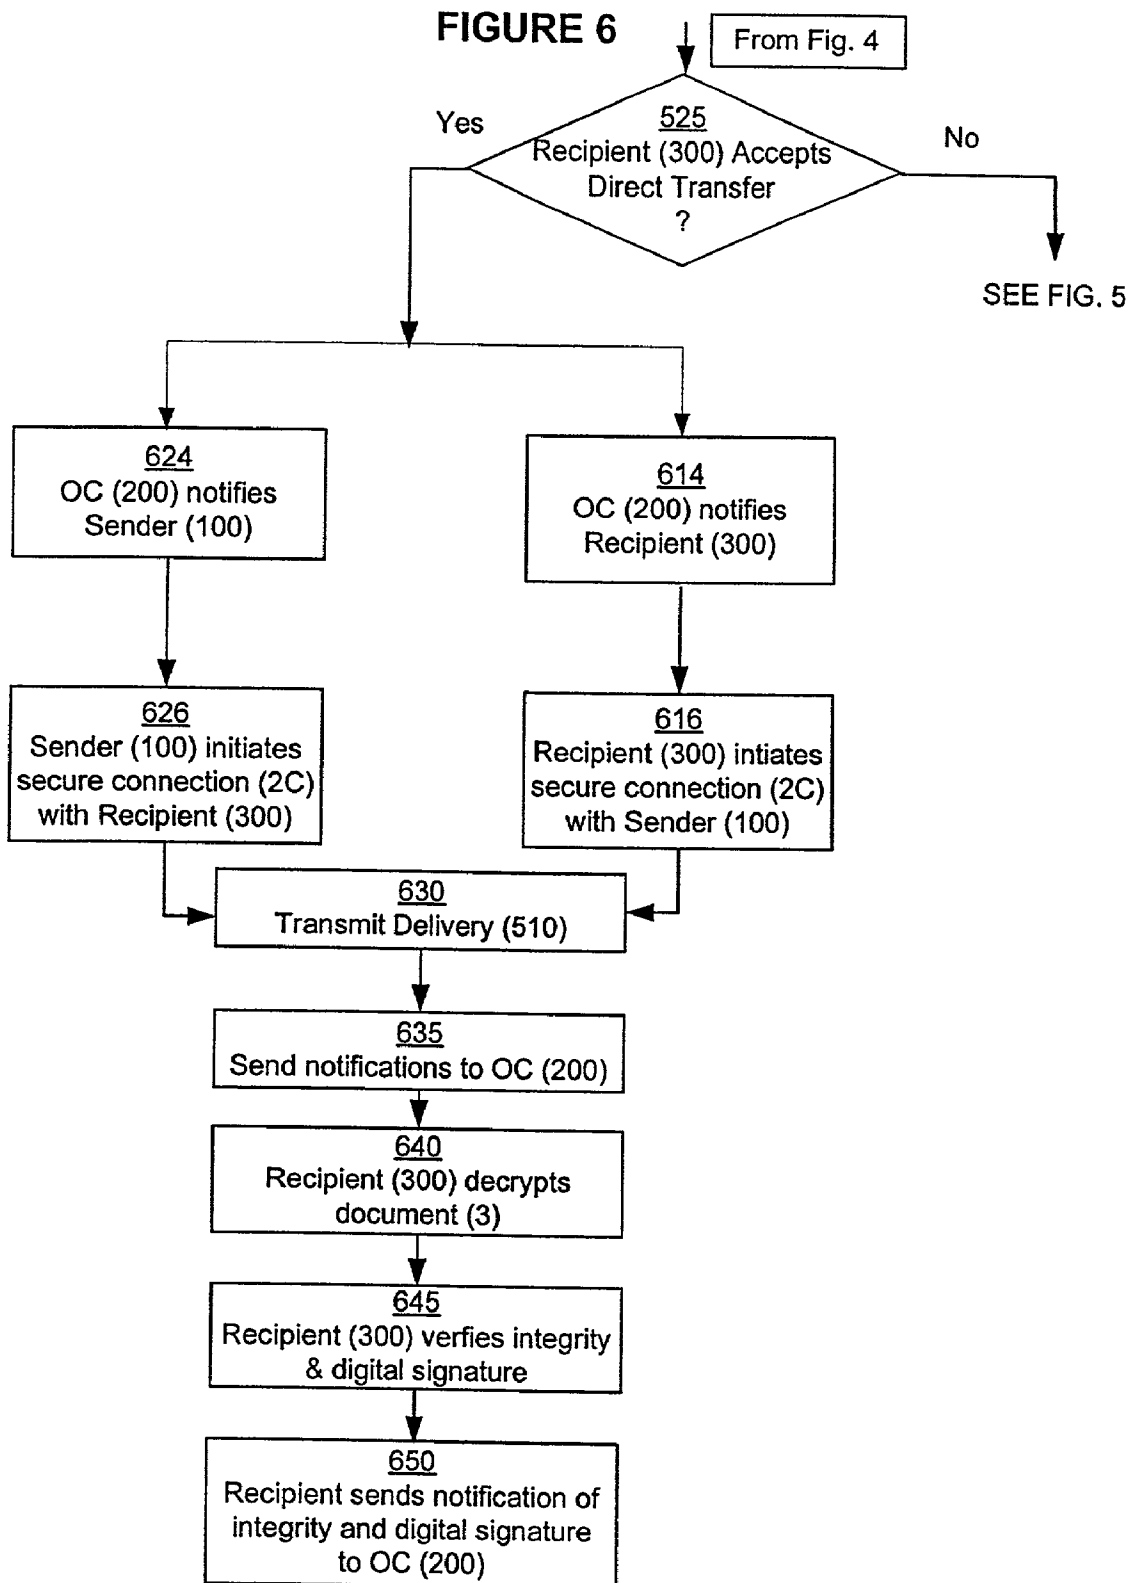 FIGURE 6
From Fig. 4
Yes
525
Recipient (300) Accepts
Direct Transfer
?
No
SEE FIG. 5
624
OC (200) notifies
Sender (100)
614
OC (200) notifies
Recipient (300)
626
Sender (100) initiates
secure connection (2C)
with Recipient (300)
616
Recipient (300) intiates
secure connection (2C)
with Sender (100)
630
Transmit Delivery (510)
635
Send notifications to OC (200)
640
Recipient (300) decrypts
document (3)
645
Recipient (300) verfies integrity
& digital signature
650
Recipient sends notification of
integrity and digital signature
to OC (200)